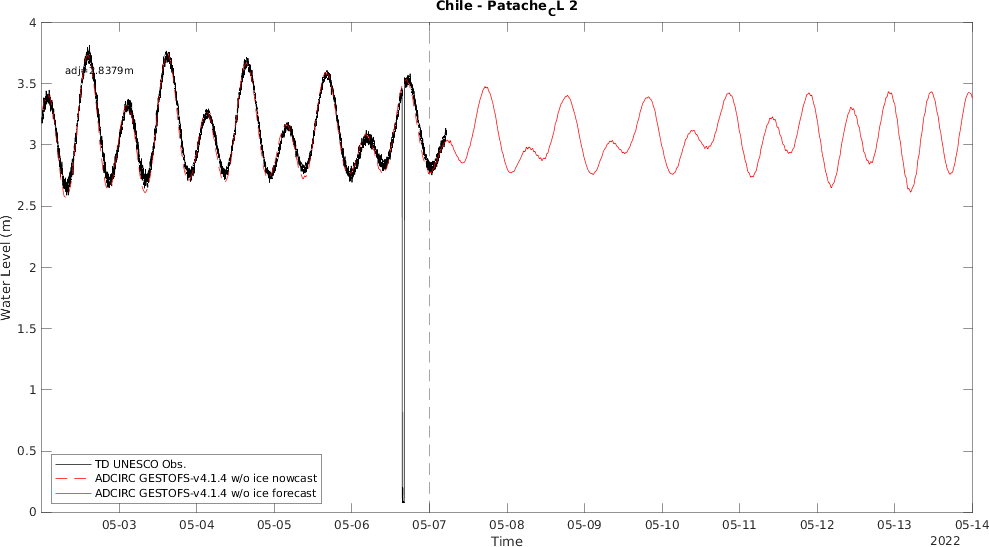 Chile - Patache_CL 2
adj=2.8379m
4
3.5
3
2.5
2
1.5
1
0.5
0
Water Level (m)
TD UNESCO Obs.
ADCIRC GESTOFS-v4.1.4 w/o ice nowcast
ADCIRC GESTOFS-v4.1.4 w/o ice forecast
05-03 05-04 05-05 05-06 05-07 05-08 05-09 05-10 05-11 05-12 05-13 05-14
Time
2022